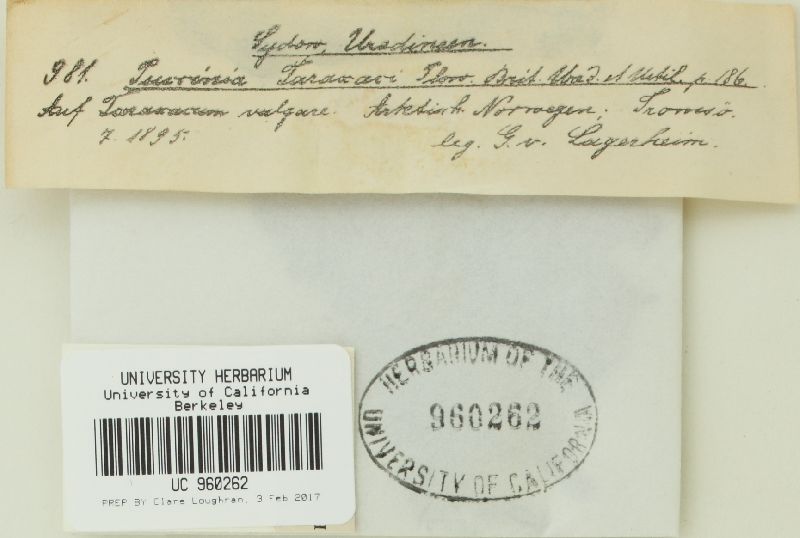 Sydow, Uredineen.
981. Puccinia Taraxaci Plow. Brit. Ured. et Ustil. p. 186.
Auf Taraxacum vulgare. Arktisch. Norwegen; Tromsö.
7. 1895. leg. G. v. Lagerheim.
UNIVERSITY HERBARIUM
University of California
Berkeley
UC 960262
PREP BY Clare Loughran, 3 Feb 2017
HERBARIUM OF THE
960262
UNIVERSITY OF CALIFORNIA